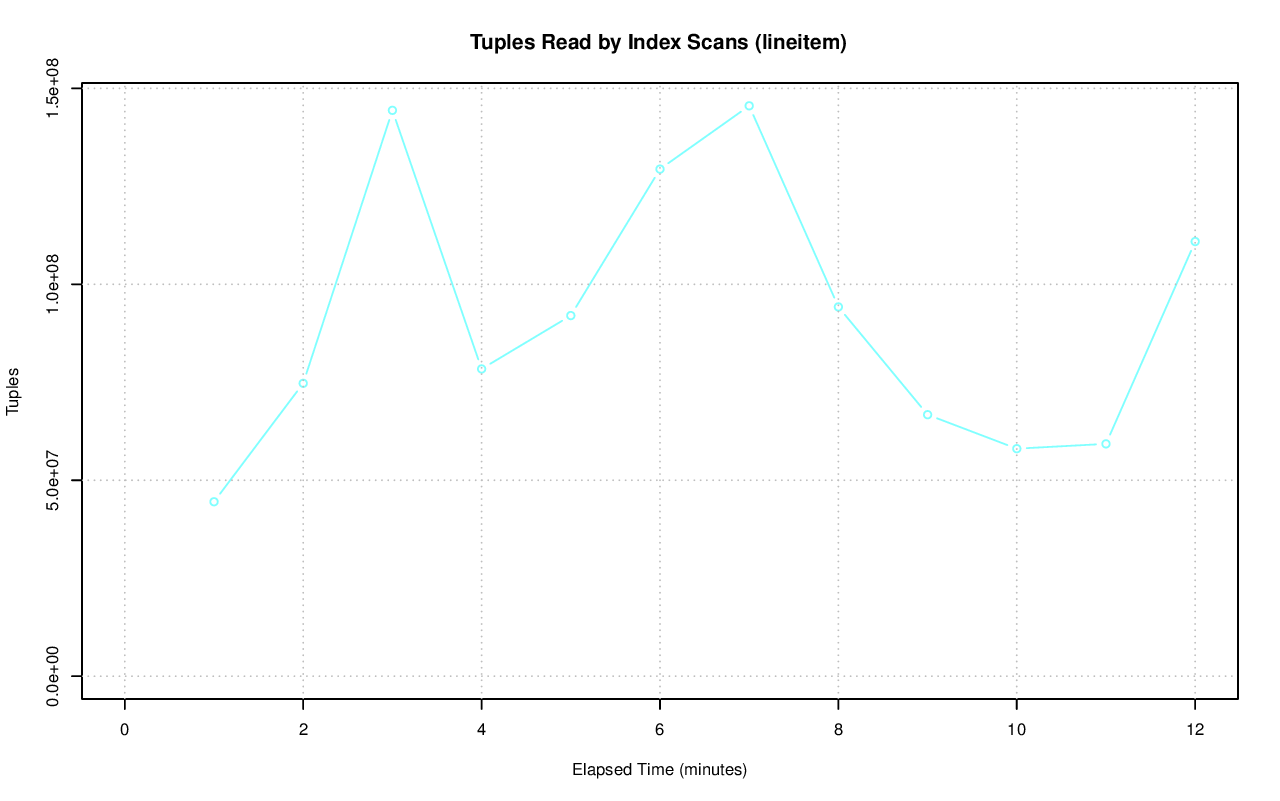 Tuples Read by Index Scans (lineitem)
1.5e+08
1.0e+08
5.0e+07
0.0e+00
Tuples
0 2 4 6 8 10 12
Elapsed Time (minutes)